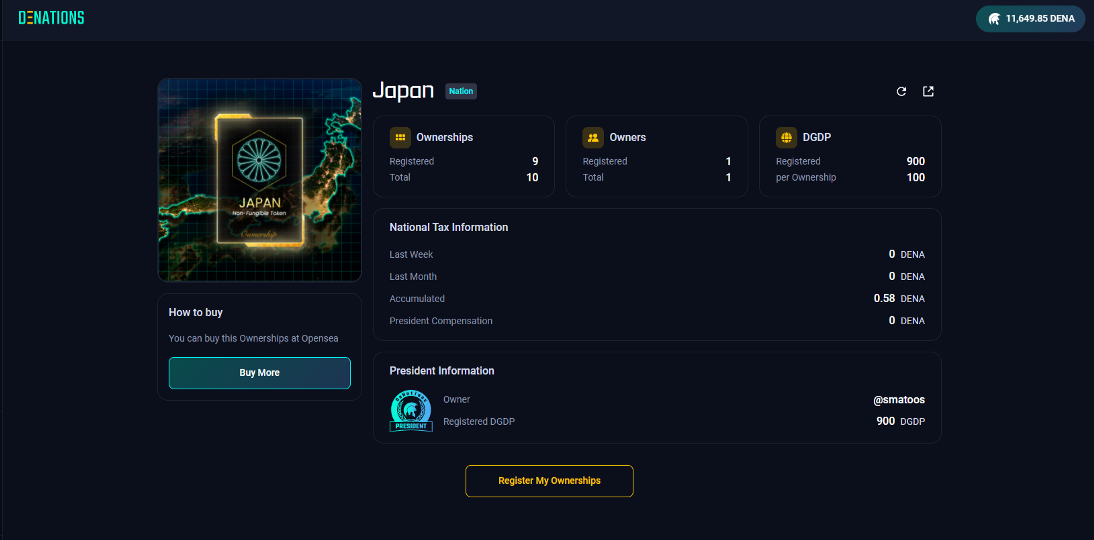 DENATIONS
11,649.85 DENA
JAPAN
Non-Fungible Token
Ownership
How to buy
You can buy this Ownerships at Opensea
Buy More
Japan Nation
Ownerships
Registered 9
Total 10
Owners
Registered 1
Total 1
DGDP
Registered 900
per Ownership 100
National Tax Information
Last Week 0 DENA
Last Month 0 DENA
Accumulated 0.58 DENA
President Compensation 0 DENA
President Information
PRESIDENT
Owner @smatoos
Registered DGDP 900 DGDP
Register My Ownerships